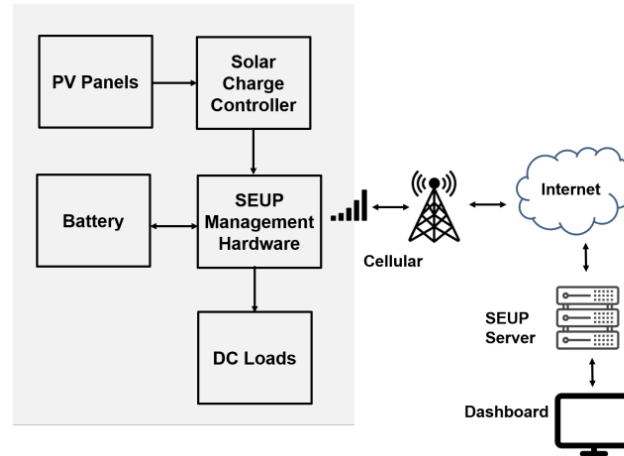 PV Panels
Solar
Charge
Controller
Battery
SEUP
Management
Hardware
Cellular
Internet
DC Loads
SEUP
Server
Dashboard